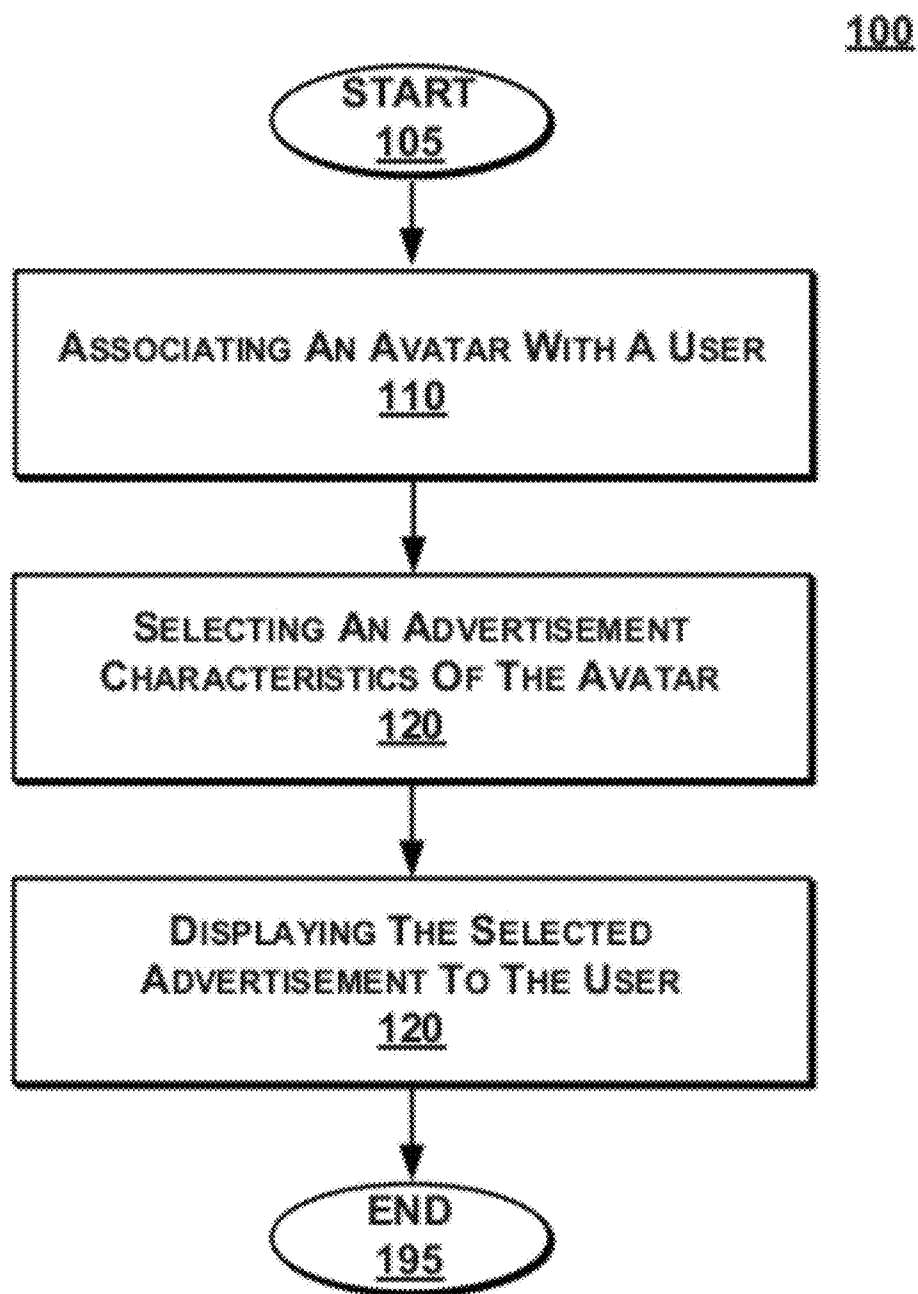 100
START
105
ASSOCIATING AN AVATAR WITH A USER
110
SELECTING AN ADVERTISEMENT
CHARACTERISTICS OF THE AVATAR
120
DISPLAYING THE SELECTED
ADVERTISEMENT TO THE USER
120
END
195